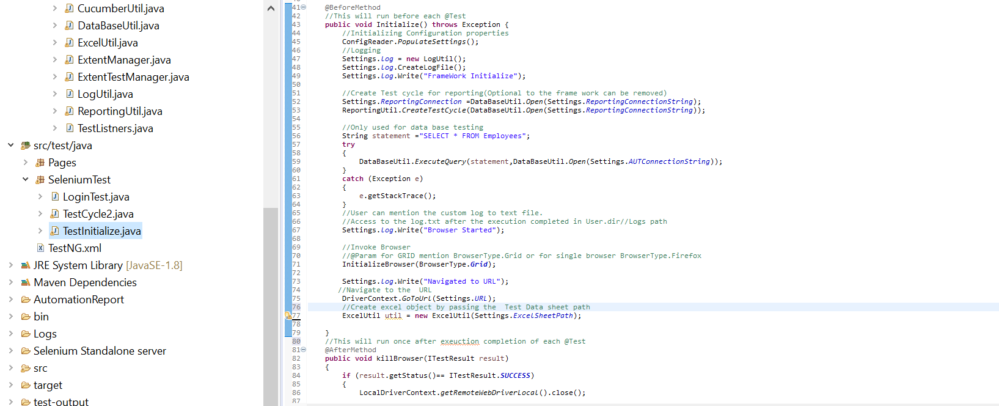 CucumberUtil.java
DataBaseUtil.java
ExcelUtil.java
ExtentManager.java
ExtentTestManager.java
LogUtil.java
ReportingUtil.java
TestListners.java
src/test/java
Pages
SeleniumTest
LoginTest.java
TestCycle2.java
TestInitialize.java
TestNG.xml
JRE System Library [JavaSE-1.8]
Maven Dependencies
AutomationReport
bin
Logs
Selenium Standalone server
src
target
test-output
41 @BeforeMethod
42 //This will run before each @Test
43 public void Initialize() throws Exception {
44 //Initializing Configuration properties
45 ConfigReader.PopulateSettings();
46 //Logging
47 Settings.log = new LogUtil();
48 Settings.log.CreateLogFile();
49 Settings.log.Write("FrameWork Initialize");
50
51 //Create Test cycle for reporting(Optional to the frame work can be removed)
52 Settings.ReportingConnection =DataBaseUtil.Open(Settings.ReportingConnectionString);
53 ReportingUtil.CreateTestCycle(DataBaseUtil.Open(Settings.ReportingConnectionString));
54
55 //Only used for data base testing
56 String statement ="SELECT * FROM Employees";
57 try
58 {
59 DataBaseUtil.ExecuteQuery(statement,DataBaseUtil.Open(Settings.AUTConnectionString));
60 }
61 catch (Exception e)
62 {
63 e.getStackTrace();
64 }
65 //User can mention the custom log to text file.
66 //Access to the log.txt after the execution completed in User.dir//Logs path
67 Settings.log.Write("Browser Started");
68
69 //Invoke Browser
70 //@Param for GRID mention BrowserType.Grid or for single browser BrowserType.Firefox
71 InitializeBrowser(BrowserType.Grid);
72
73 Settings.log.Write("Navigated to URL");
74 //Navigate to the  URL
75 DriverContext.GoToUrl(Settings.URL);
76 //Create excel object by passing the  Test Data sheet path
77 ExcelUtil util = new ExcelUtil(Settings.ExcelSheetPath);
78
79 }
80 //This will run once after exeuction completion of each @Test
81 @AfterMethod
82 public void killBrowser(ITestResult result)
83 {
84 if (result.getStatus()== ITestResult.SUCCESS)
85 {
86 LocalDriverContext.getRemoteWebDriverLocal().close();
87